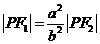 |PF₁| = a²/b² |PF₂|